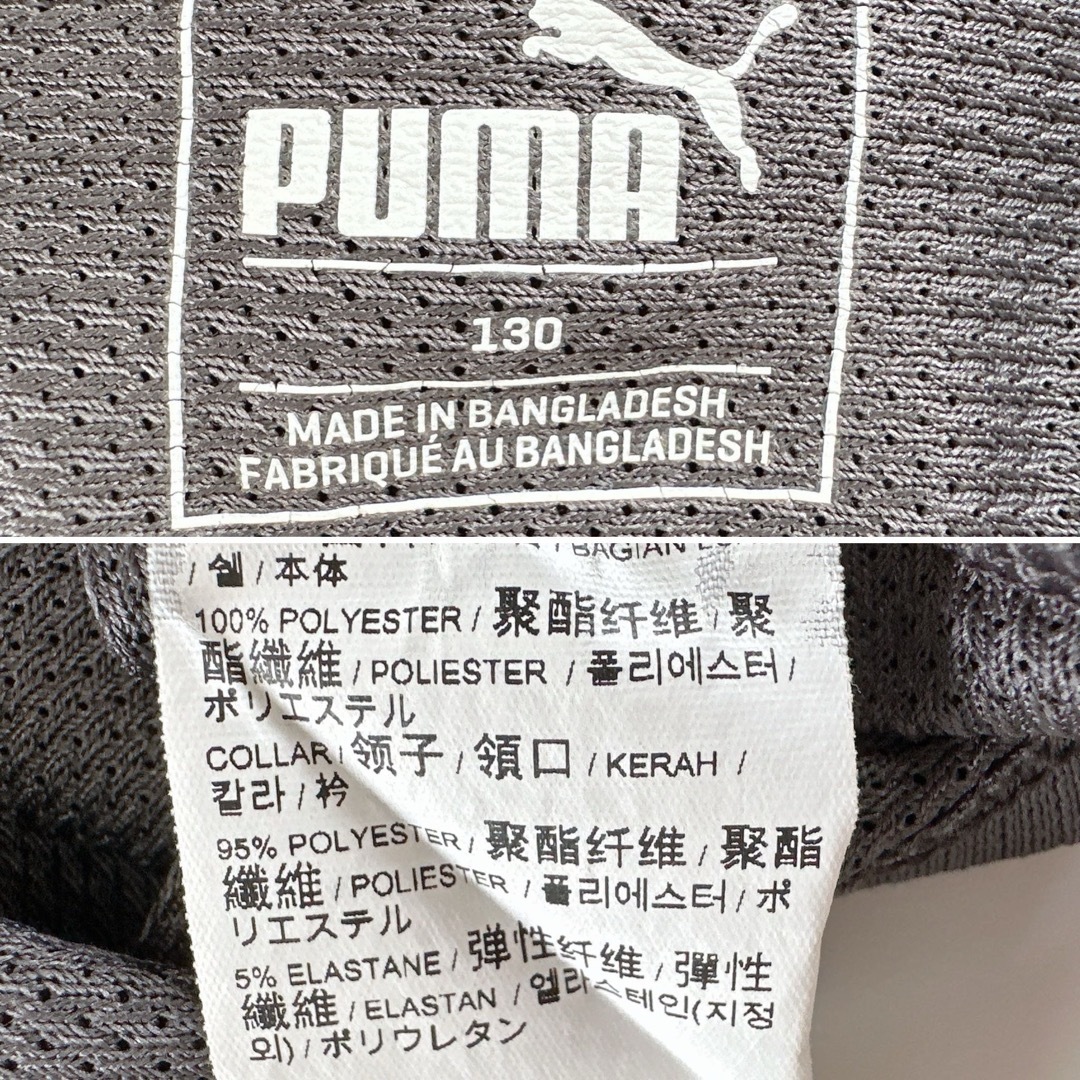 PUMA
130
MADE IN BANGLADESH
FABRIQUÉ AU BANGLADESH
/ BAGIAN
/ 쉘 / 本体
100% POLYESTER / 聚酯纤维 / 聚
酯纖維 / POLIESTER / 폴리에스터 /
ポリエステル
COLLAR / 领子 / 領口 / KERAH /
칼라 / 衿
95% POLYESTER / 聚酯纤维 / 聚酯
纖維 / POLIESTER / 폴리에스터 / ポ
リエステル
5% ELASTANE / 弹性纤维 / 彈性
纖維 / ELASTAN / 엘라스테인(지정
외) / ポリウレタン